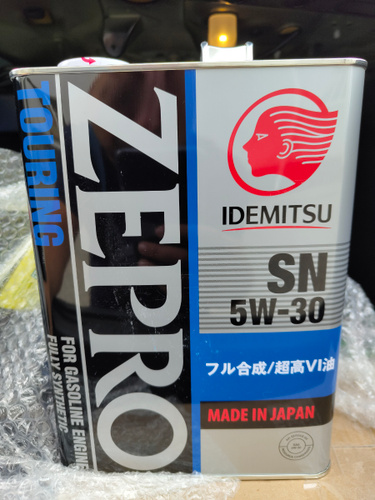 TOURING
ZEPRO
FOR GASOLINE ENGINE
FULLY SYNTHETIC
IDEMITSU
SN
5W-30
フル合成/超高VI油
MADE IN JAPAN